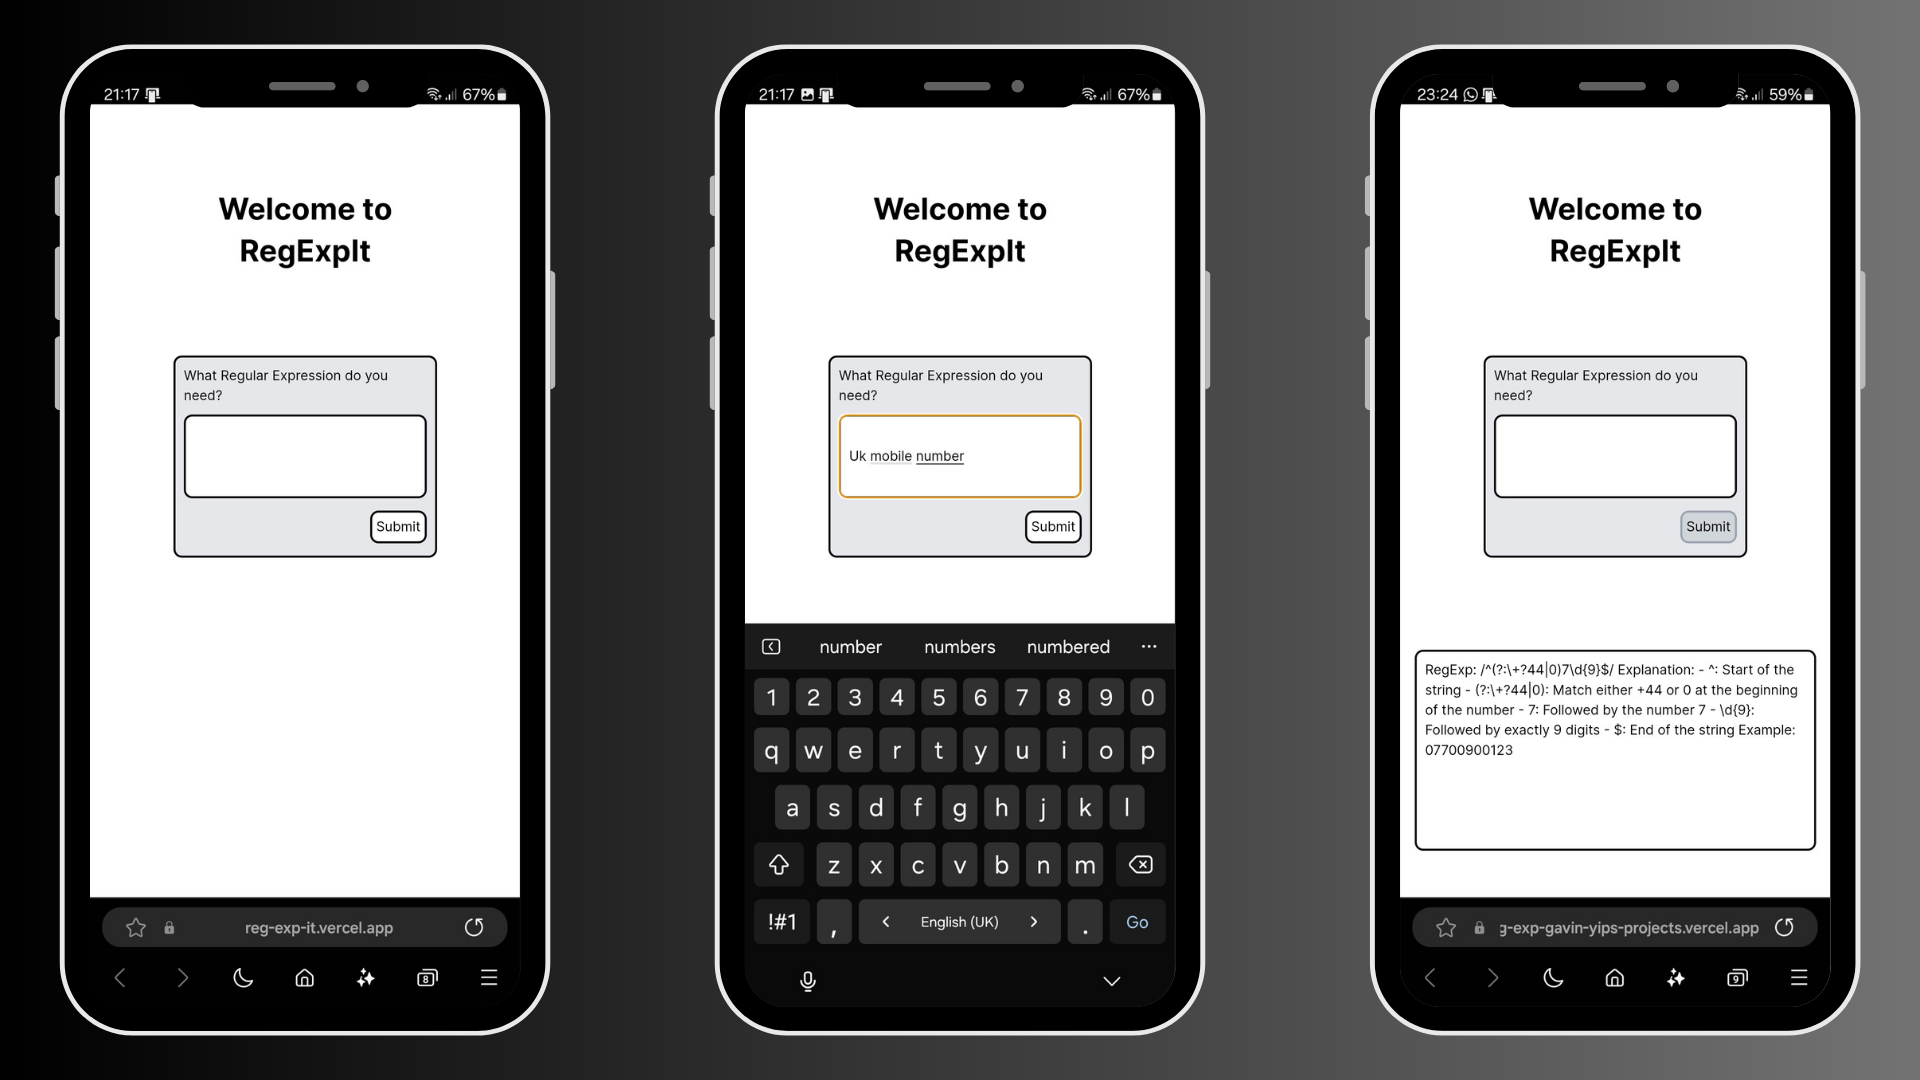 21:17
67%
Welcome to
RegExpIt
What Regular Expression do you
need?
Submit
reg-exp-it.vercel.app
8
21:17
67%
Welcome to
RegExpIt
What Regular Expression do you
need?
Uk mobile number
Submit
number numbers numbered ...
1 2 3 4 5 6 7 8 9 0
q w e r t y u i o p
a s d f g h j k l
z x c v b n m
!#1 , < English (UK) > . Go
23:24
59%
Welcome to
RegExpIt
What Regular Expression do you
need?
Submit
RegExp: /^(?:\+?44|0)7\d{9}$/ Explanation: - ^: Start of the
string - (?:\+?44|0): Match either +44 or 0 at the beginning
of the number - 7: Followed by the number 7 - \d{9}:
Followed by exactly 9 digits - $: End of the string Example:
07700900123
g-exp-gavin-yips-projects.vercel.app
9